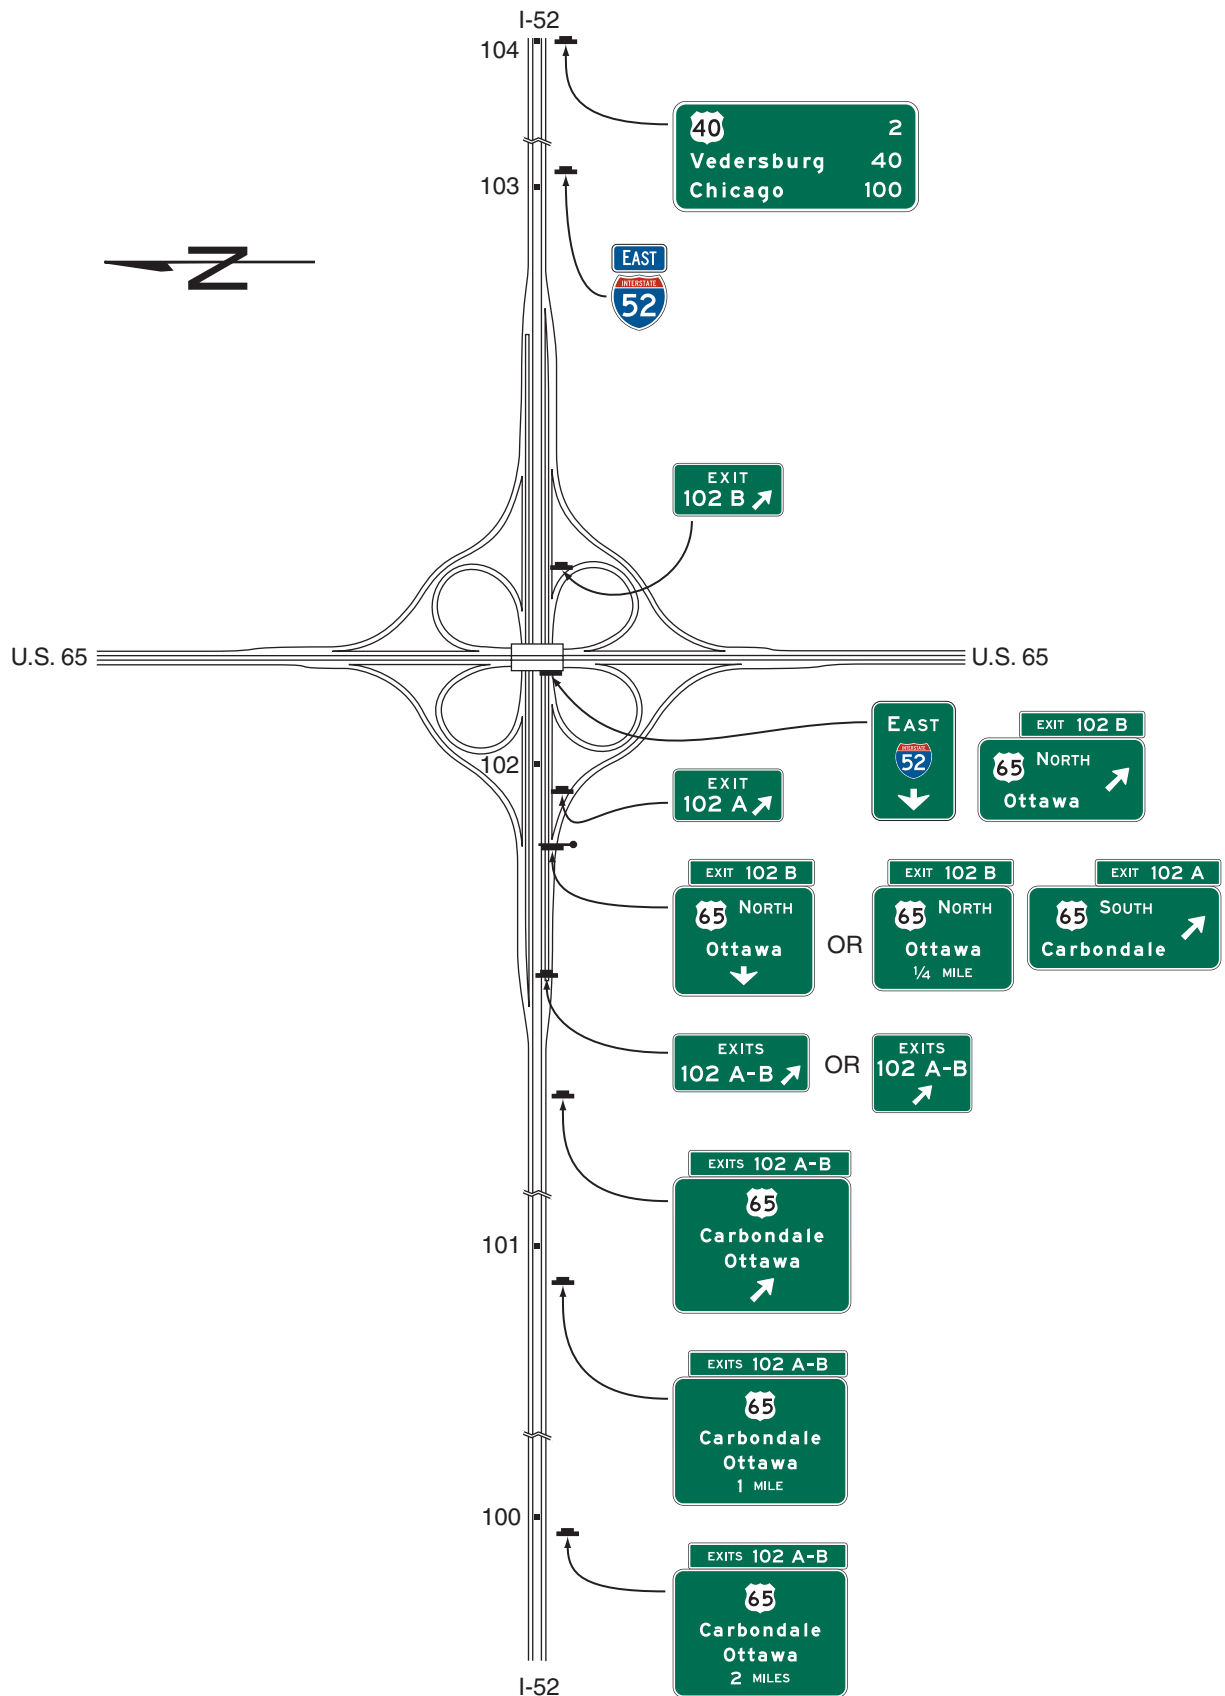 I-52
104
40 2
Vedersburg 40
Chicago 100
103
N
EAST
INTERSTATE
52
EXIT
102 B
U.S. 65
U.S. 65
EAST
INTERSTATE
52
EXIT 102 B
65 NORTH
Ottawa
102
EXIT
102 A
EXIT 102 B
65 NORTH
Ottawa
OR
EXIT 102 B
65 NORTH
Ottawa
1/4 MILE
EXIT 102 A
65 SOUTH
Carbondale
EXITS
102 A-B
OR
EXITS
102 A-B
EXITS 102 A-B
65
Carbondale
Ottawa
101
EXITS 102 A-B
65
Carbondale
Ottawa
1 MILE
100
EXITS 102 A-B
65
Carbondale
Ottawa
2 MILES
I-52